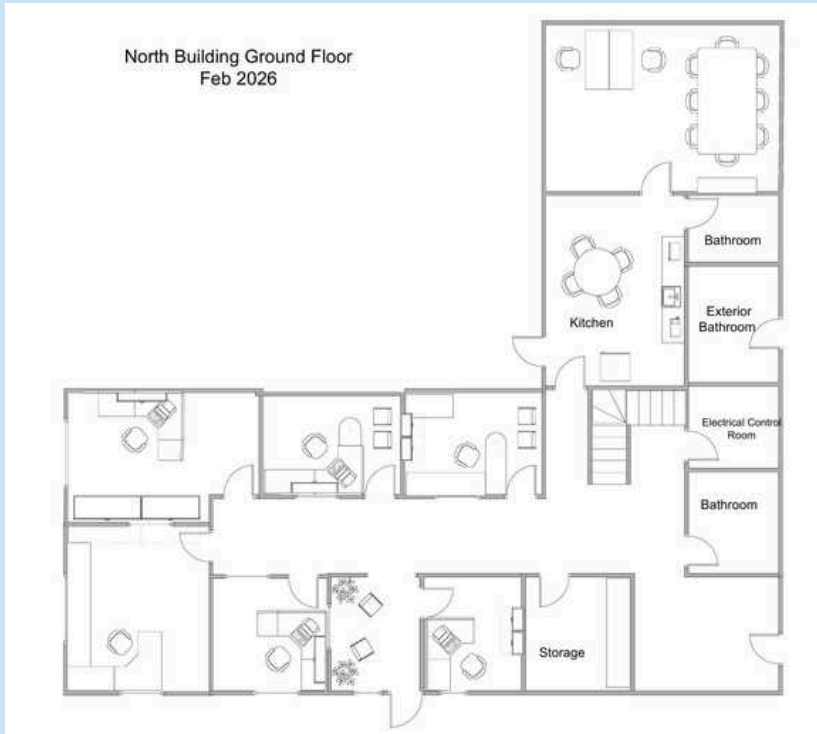 North Building Ground Floor
Feb 2026
Bathroom
Exterior
Bathroom
Kitchen
Electrical Control
Room
Bathroom
Storage